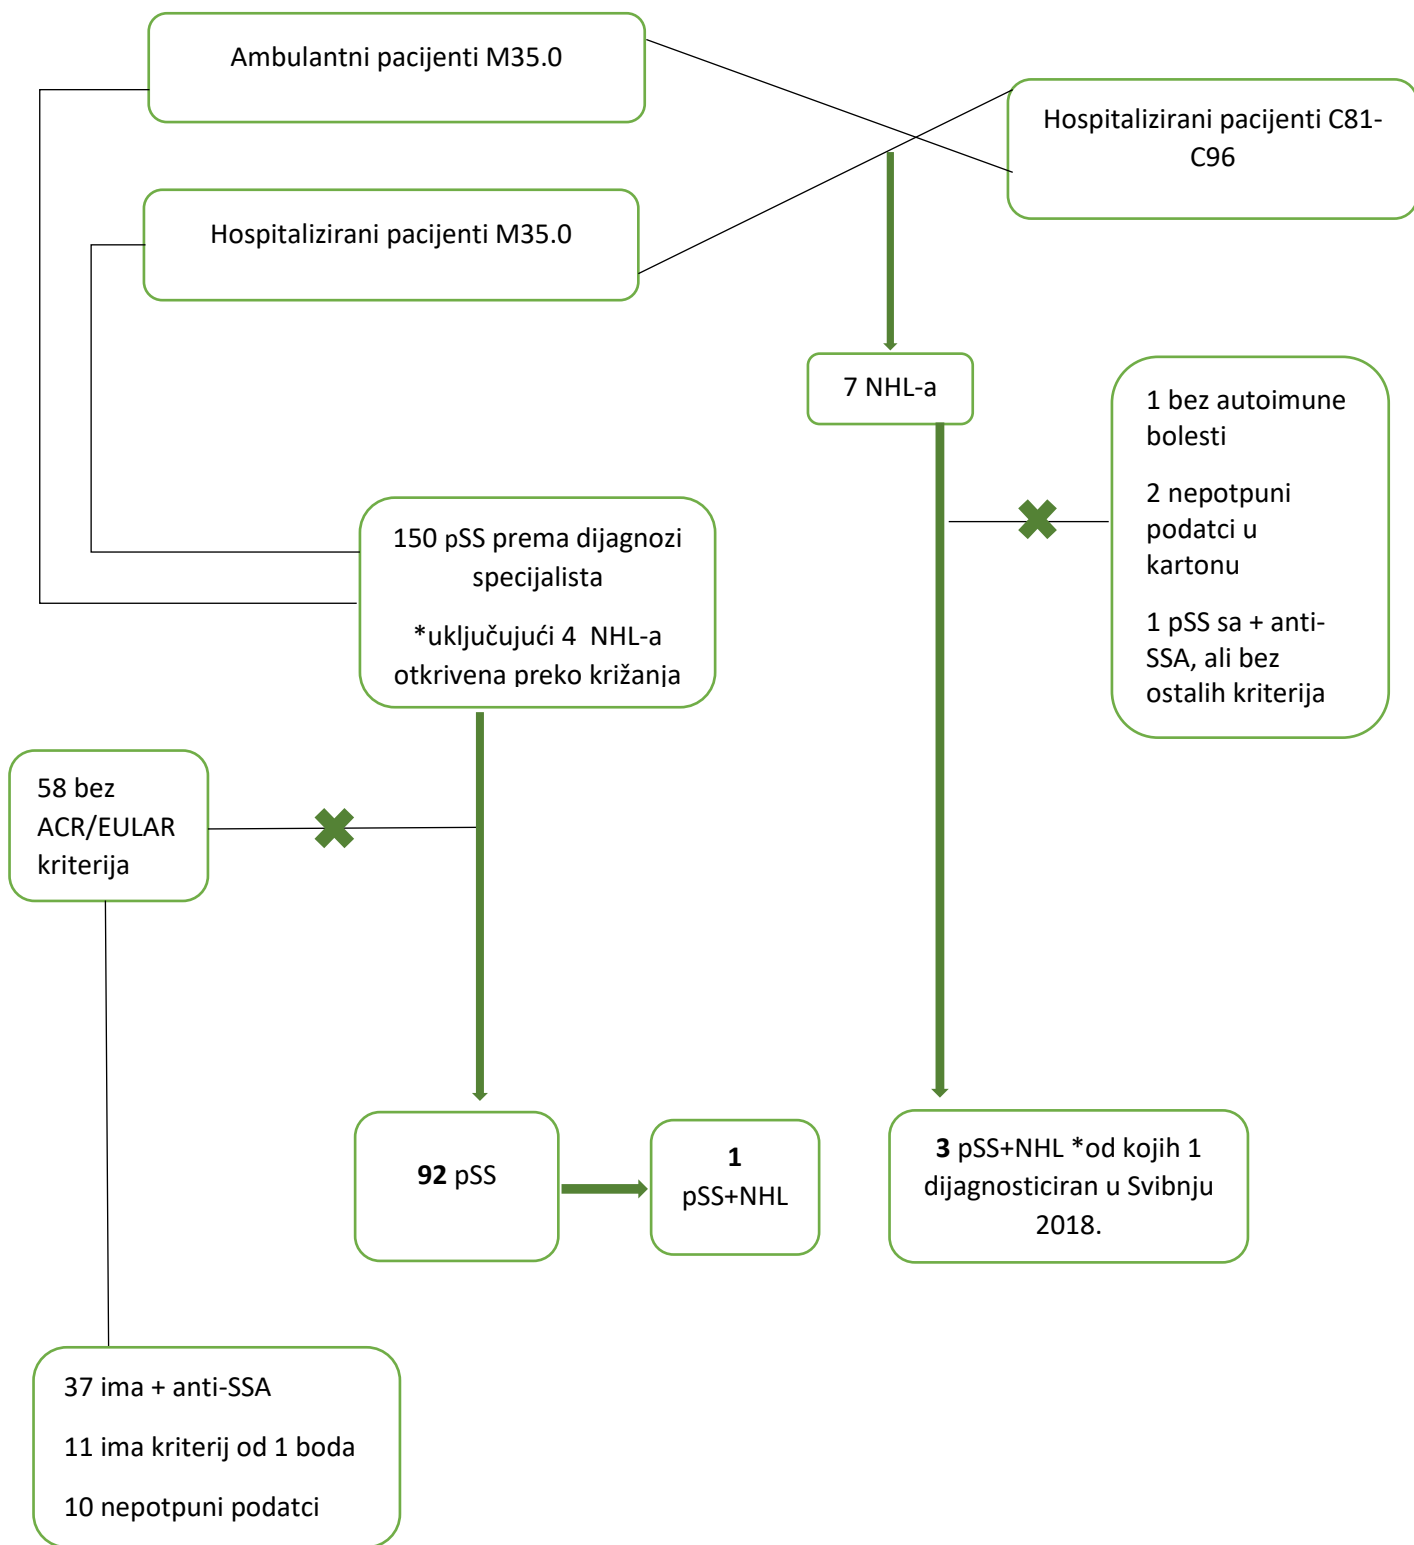 Ambulantni pacijenti M35.0
Hospitalizirani pacijenti C81-
C96
Hospitalizirani pacijenti M35.0
7 NHL-a
1 bez autoimune
bolesti
2 nepotpuni
podatci u
kartonu
1 pSS sa + anti-
SSA, ali bez
ostalih kriterija
150 pSS prema dijagnozi
specijalista
*uključujući 4 NHL-a
otkrivena preko križanja
58 bez
ACR/EULAR
kriterija
92 pSS
1
pSS+NHL
3 pSS+NHL *od kojih 1
dijagnosticiran u Svibnju
2018.
37 ima + anti-SSA
11 ima kriterij od 1 boda
10 nepotpuni podatci